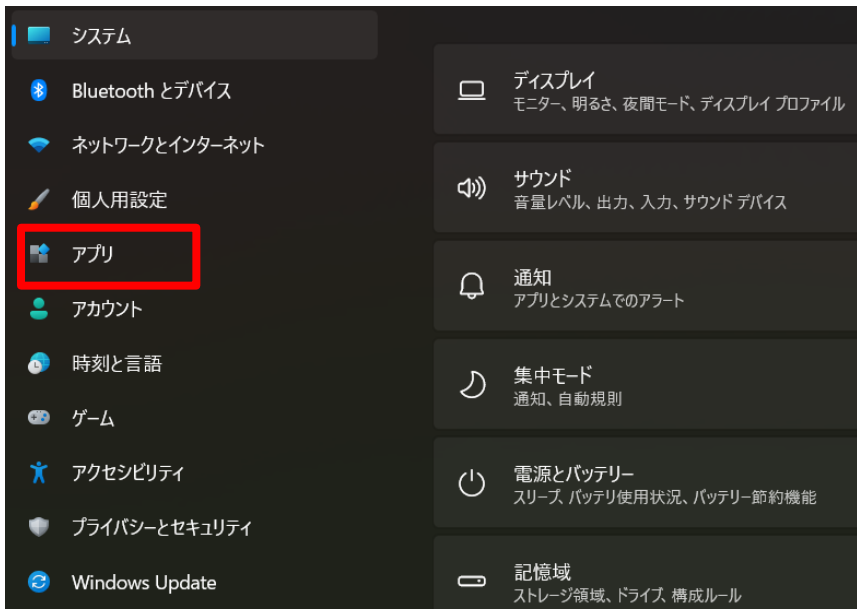 システム
Bluetooth とデバイス
ネットワークとインターネット
個人用設定
アプリ
アカウント
時刻と言語
ゲーム
アクセシビリティ
プライバシーとセキュリティ
Windows Update
ディスプレイ
モニター、明るさ、夜間モード、ディスプレイ プロファイル
サウンド
音量レベル、出力、入力、サウンド デバイス
通知
アプリとシステムでのアラート
集中モード
通知、自動規則
電源とバッテリー
スリープ、バッテリ使用状況、バッテリー節約機能
記憶域
ストレージ領域、ドライブ、構成ルール